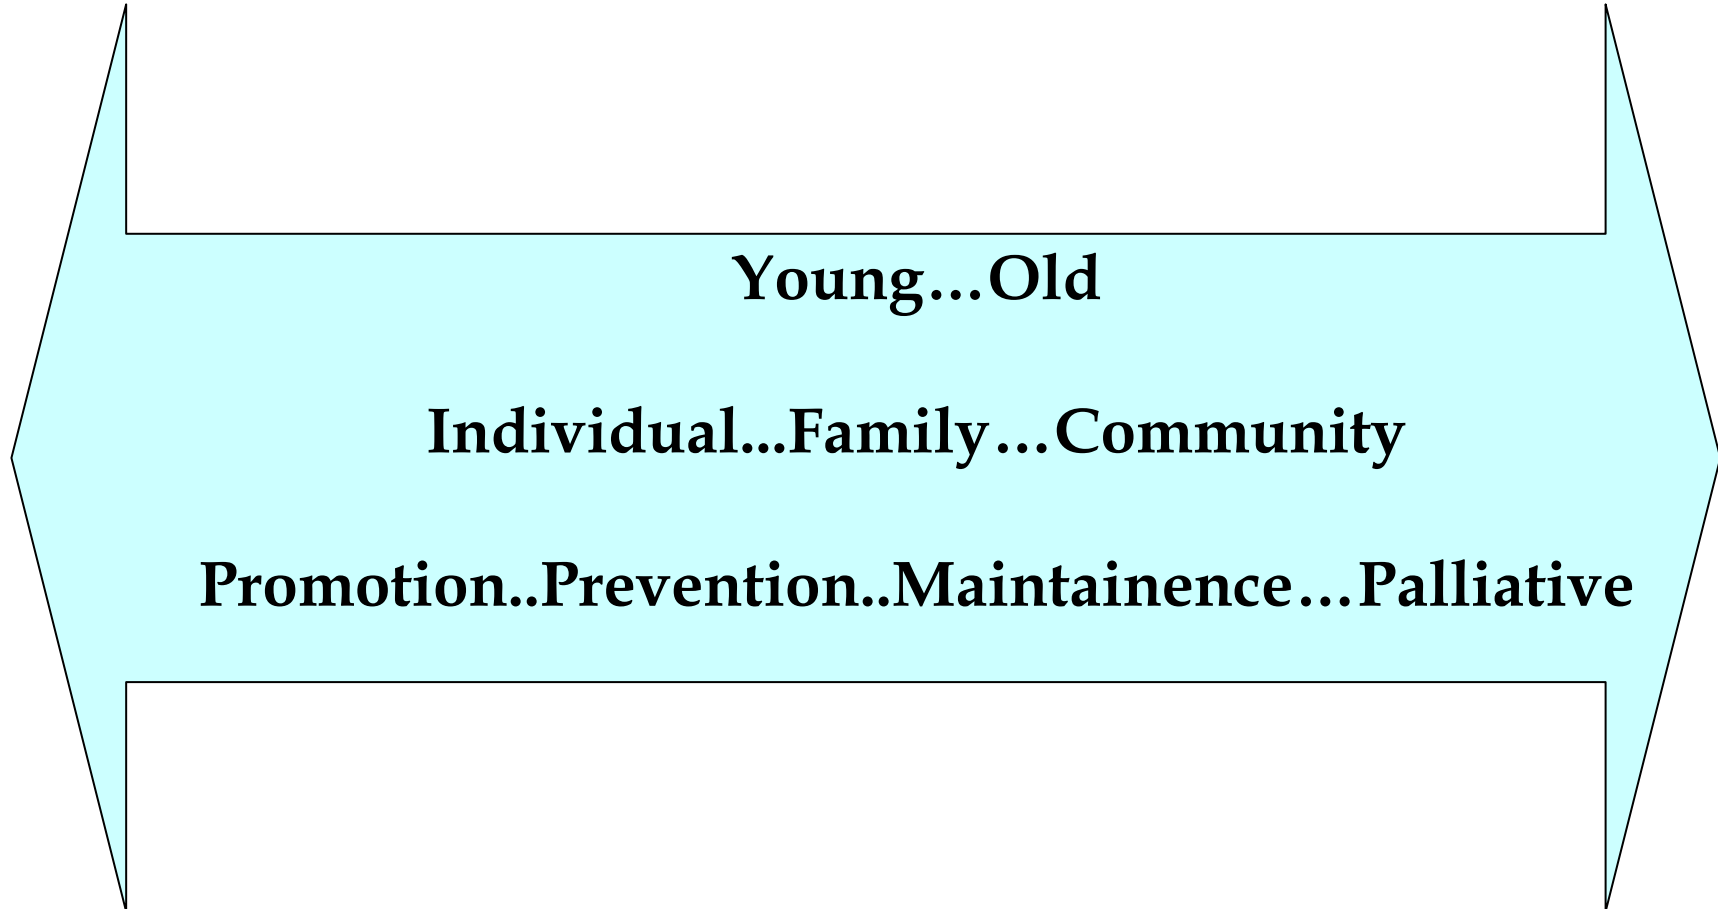 Young…Old
Individual...Family…Community
Promotion..Prevention..Maintainence…Palliative